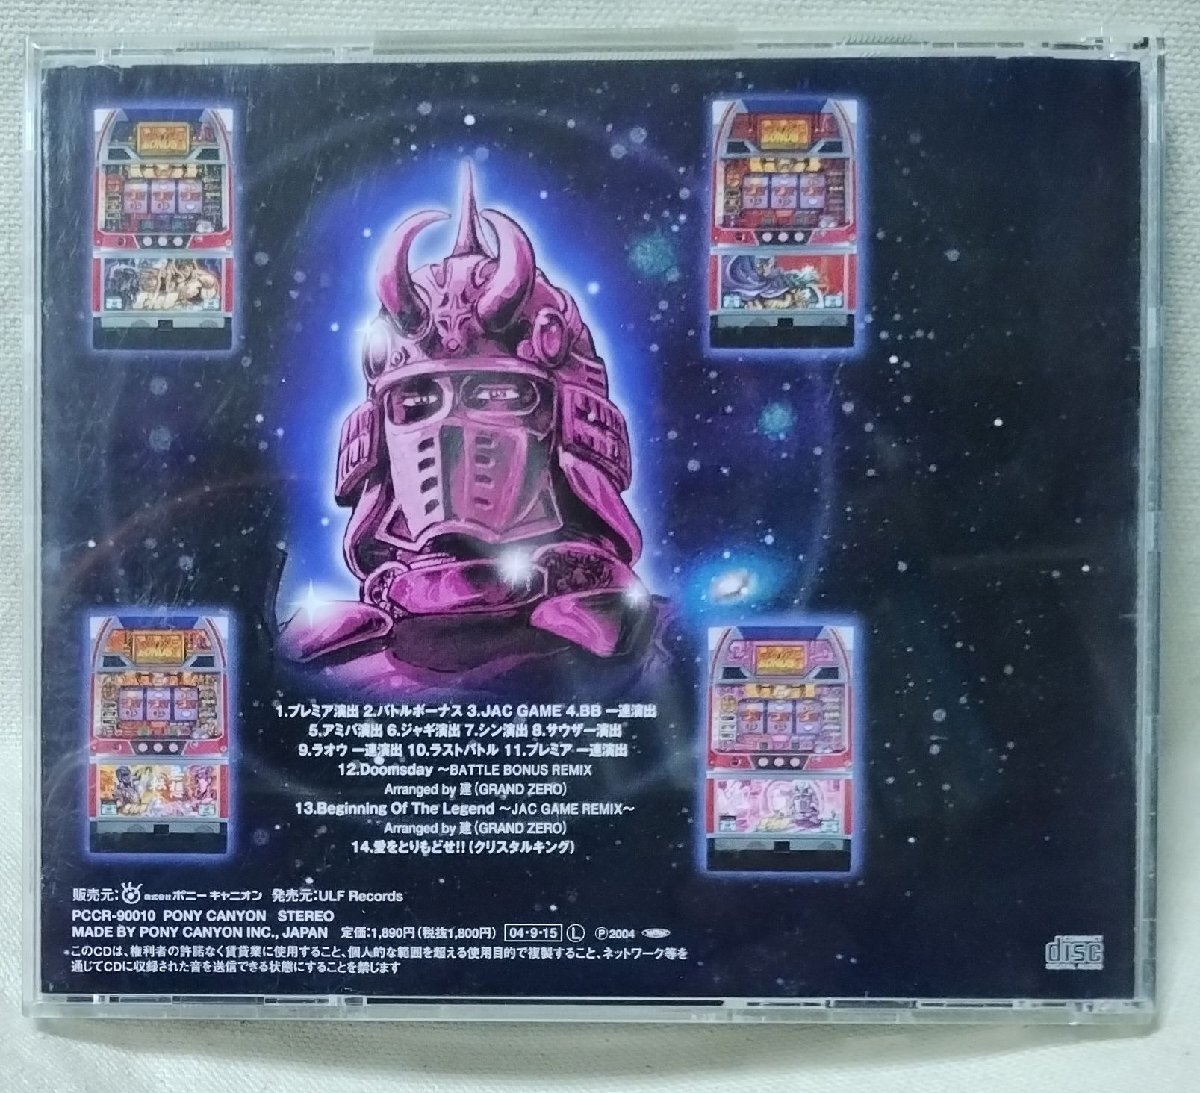 1.プレミア演出 2.バトルボーナス 3.JAC GAME 4.BB 一連演出
5.アミバ演出 6.ジャギ演出 7.シン演出 8.サウザー演出
9.ラオウ 一連演出 10.ラストバトル 11.プレミア 一連演出
12.Doomsday ～BATTLE BONUS REMIX
Arranged by 建(GRAND ZERO)
13.Beginning Of The Legend ～JAC GAME REMIX～
Arranged by 建(GRAND ZERO)
14.愛をとりもどせ!!(クリスタルキング)
販売元:株式会社ポニーキャニオン 発売元:ULF Records
PCCR-90010 PONY CANYON STEREO
MADE BY PONY CANYON INC., JAPAN 定価:1,890円(税抜1,800円) 04・9・15 Ⓛ Ⓟ2004
*このCDは、権利者の許諾なく賃貸業に使用すること、個人的な範囲を超える使用目的で複製すること、ネットワーク等を
通じてCDに収録された音を送信できる状態にすることを禁じます
COMPACT
disc
DIGITAL AUDIO